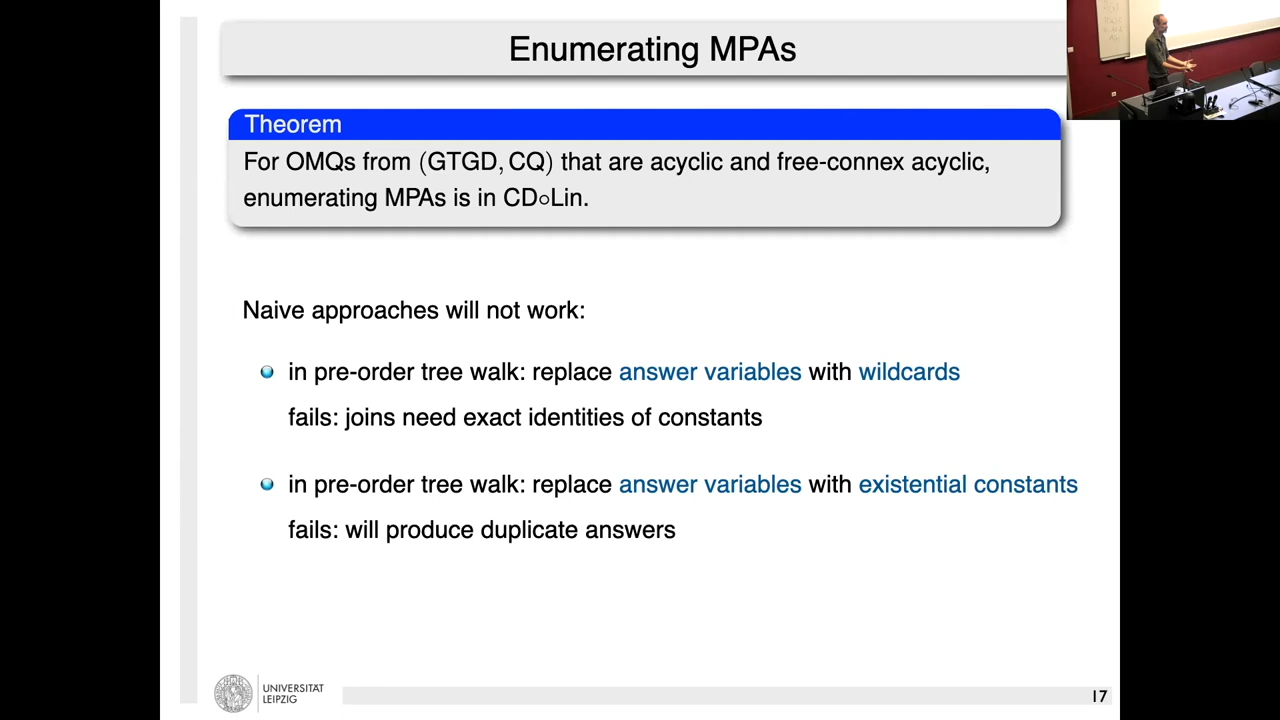 Enumerating MPAs
Theorem
For OMQs from (GTGD, CQ) that are acyclic and free-connex acyclic,
enumerating MPAs is in CD∘Lin.
Naive approaches will not work:
in pre-order tree walk: replace answer variables with wildcards
fails: joins need exact identities of constants
in pre-order tree walk: replace answer variables with existential constants
fails: will produce duplicate answers
UNIVERSITÄT
LEIPZIG
17